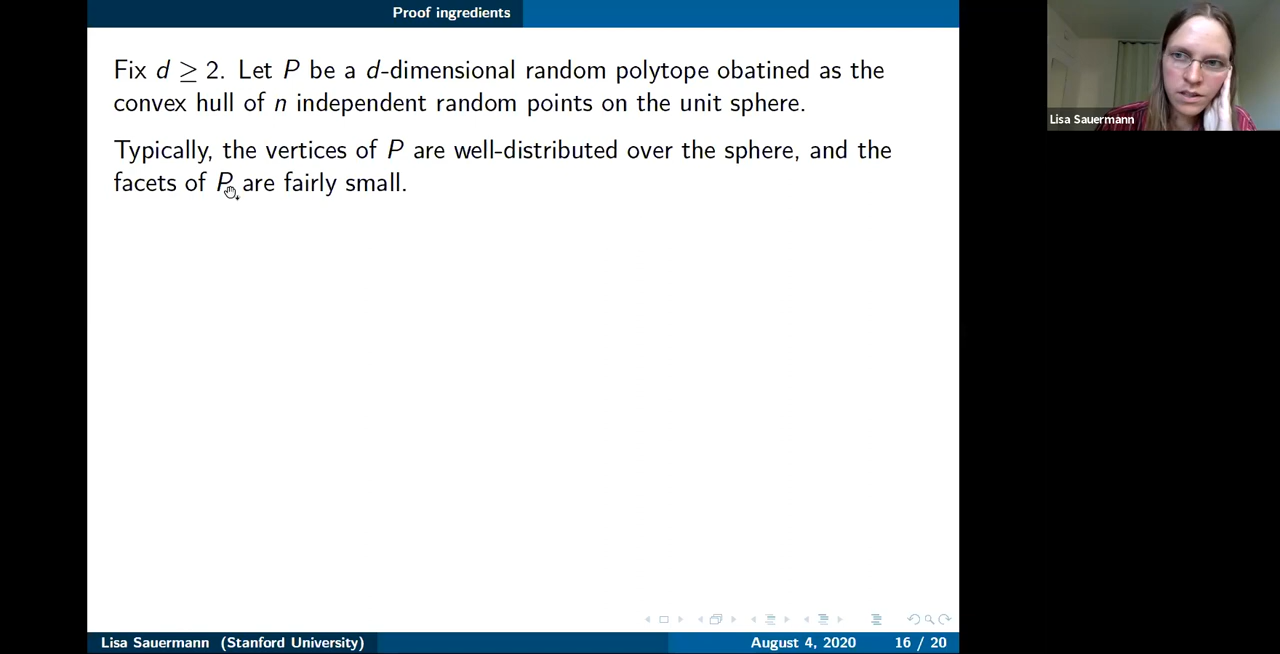 Proof ingredients
Fix d ≥ 2. Let P be a d-dimensional random polytope obatined as the
convex hull of n independent random points on the unit sphere.
Typically, the vertices of P are well-distributed over the sphere, and the
facets of P are fairly small.
Lisa Sauermann
Lisa Sauermann (Stanford University) August 4, 2020 16 / 20